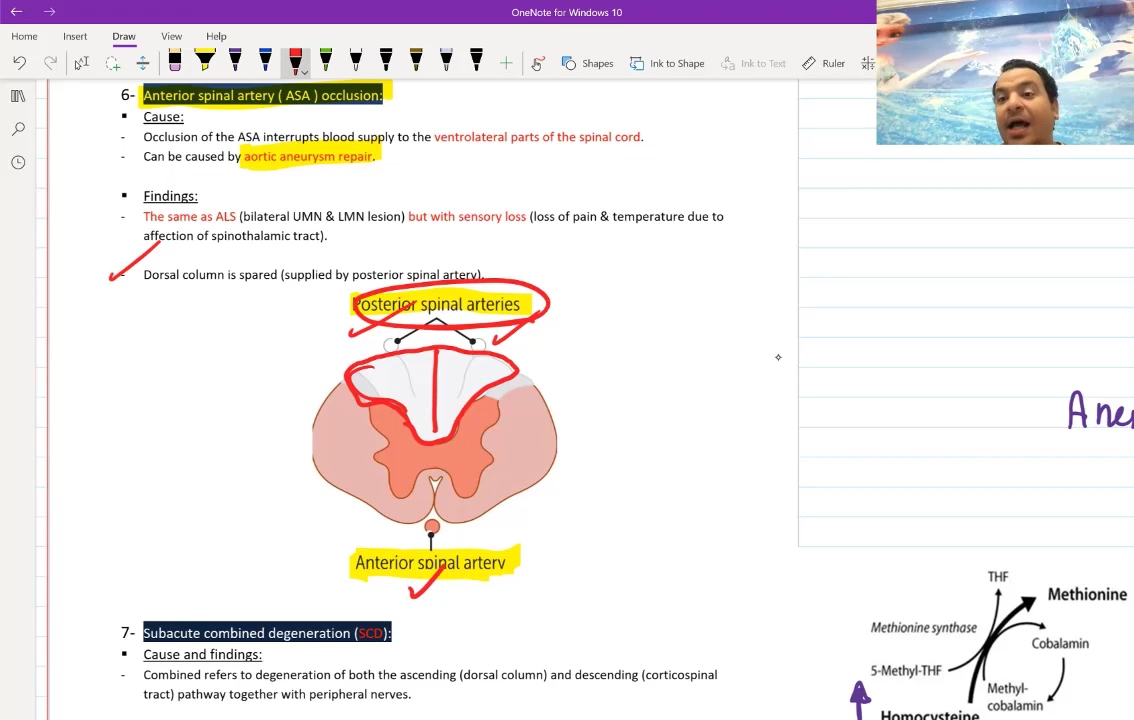 OneNote for Windows 10
Home Insert Draw View Help
Shapes Ink to Shape Ink to Text Ruler
6- Anterior spinal artery ( ASA ) occlusion:
▪ Cause:
- Occlusion of the ASA interrupts blood supply to the ventrolateral parts of the spinal cord.
- Can be caused by aortic aneurysm repair.
▪ Findings:
- The same as ALS (bilateral UMN & LMN lesion) but with sensory loss (loss of pain & temperature due to
affection of spinothalamic tract).
- Dorsal column is spared (supplied by posterior spinal artery).
Posterior spinal arteries
Anterior spinal artery
7- Subacute combined degeneration (SCD):
▪ Cause and findings:
- Combined refers to degeneration of both the ascending (dorsal column) and descending (corticospinal
tract) pathway together with peripheral nerves.
THF
Methionine
Methionine synthase
Cobalamin
5-Methyl-THF
Methyl-
cobalamin
Homocysteine